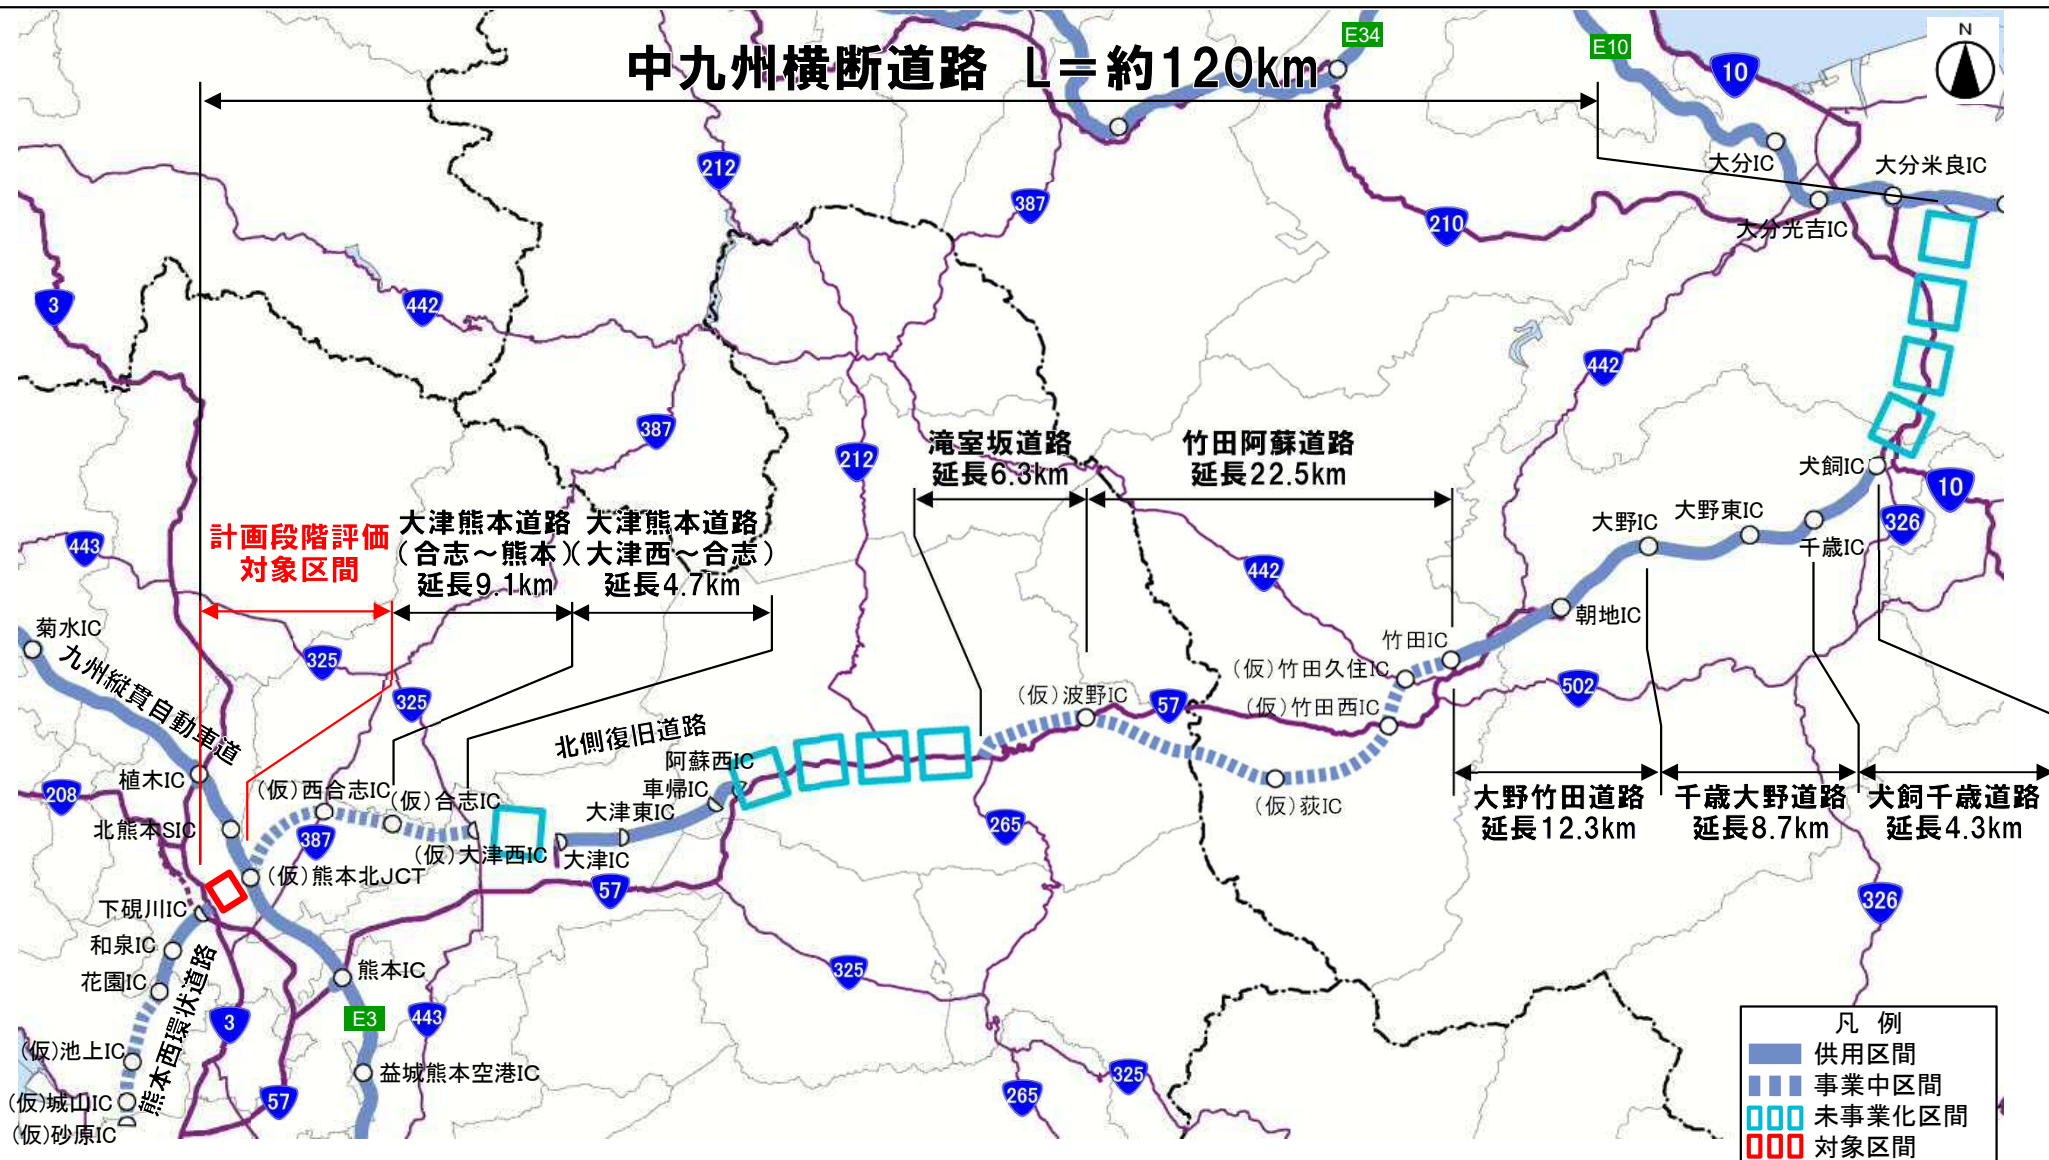 中九州横断道路 L=約120km
E34
E10
N
10
212
387
大分IC
大分米良IC
210
大分光吉IC
3
442
442
387
212
滝室坂道路
延長6.3km
竹田阿蘇道路
延長22.5km
犬飼IC
10
計画段階評価
対象区間
大津熊本道路
(合志～熊本)
延長9.1km
大津熊本道路
(大津西～合志)
延長4.7km
443
442
大野IC
大野東IC
千歳IC
326
菊水IC
九州縦貫自動車道
325
325
朝地IC
竹田IC
(仮)竹田久住IC
(仮)竹田西IC
(仮)波野IC
57
502
北側復旧道路
阿蘇西IC
車帰IC
植木IC
208
(仮)西合志IC
(仮)合志IC
大津東IC
(仮)荻IC
大野竹田道路
延長12.3km
千歳大野道路
延長8.7km
犬飼千歳道路
延長4.3km
北熊本SIC
387
(仮)大津西IC
大津IC
265
(仮)熊本北JCT
57
下硯川IC
和泉IC
花園IC
熊本西環状道路
熊本IC
325
326
3
E3
443
(仮)池上IC
益城熊本空港IC
(仮)城山IC
(仮)砂原IC
57
265
325
凡 例
供用区間
事業中区間
未事業化区間
対象区間